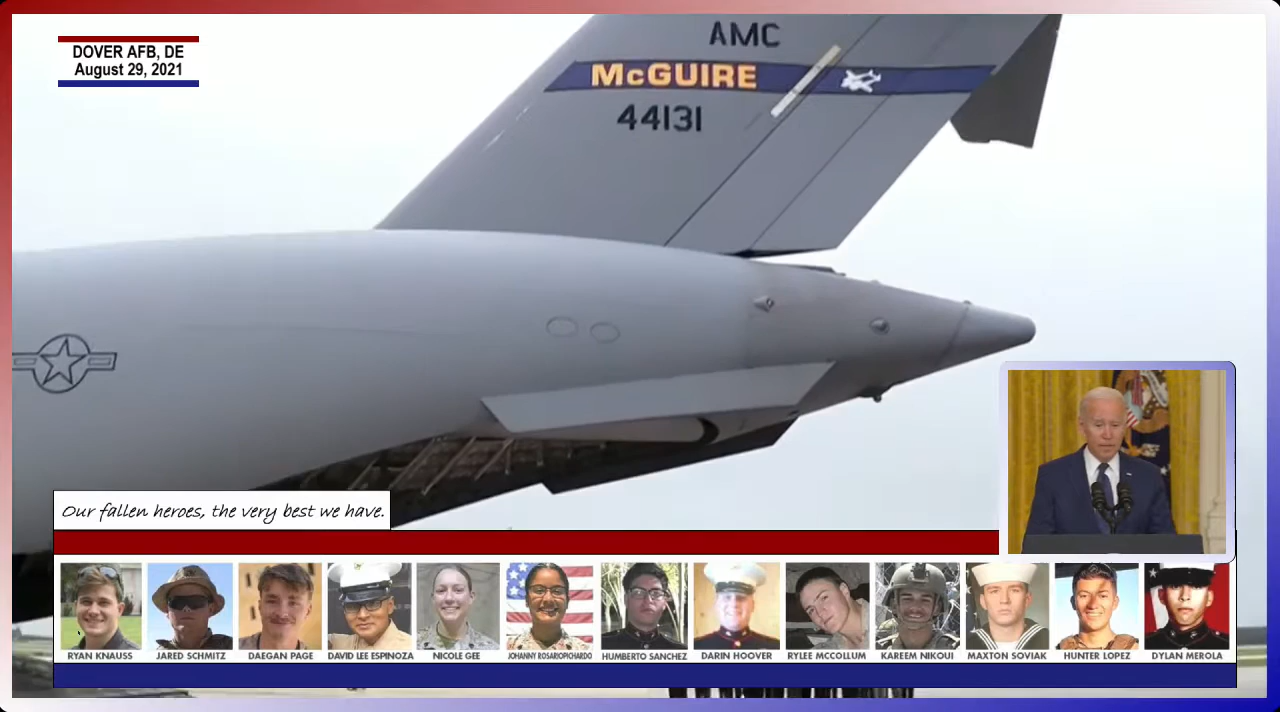 DOVER AFB, DE
August 29, 2021
AMC
McGUIRE
44131
Our fallen heroes, the very best we have.
RYAN KNAUSS
JARED SCHMITZ
DAEGAN PAGE
DAVID LEE ESPINOZA
NICOLE GEE
JOHANNY ROSARIOPICHARDO
HUMBERTO SANCHEZ
DARIN HOOVER
RYLEE MCCOLLUM
KAREEM NIKOUI
MAXTON SOVIAK
HUNTER LOPEZ
DYLAN MEROLA